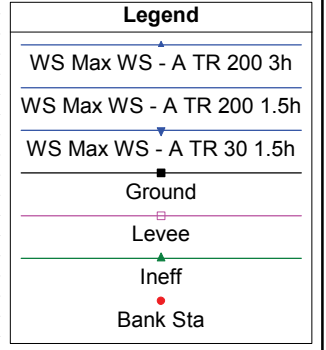 Legend
WS Max WS - A TR 200 3h
WS Max WS - A TR 200 1.5h
WS Max WS - A TR 30 1.5h
Ground
Levee
Ineff
Bank Sta